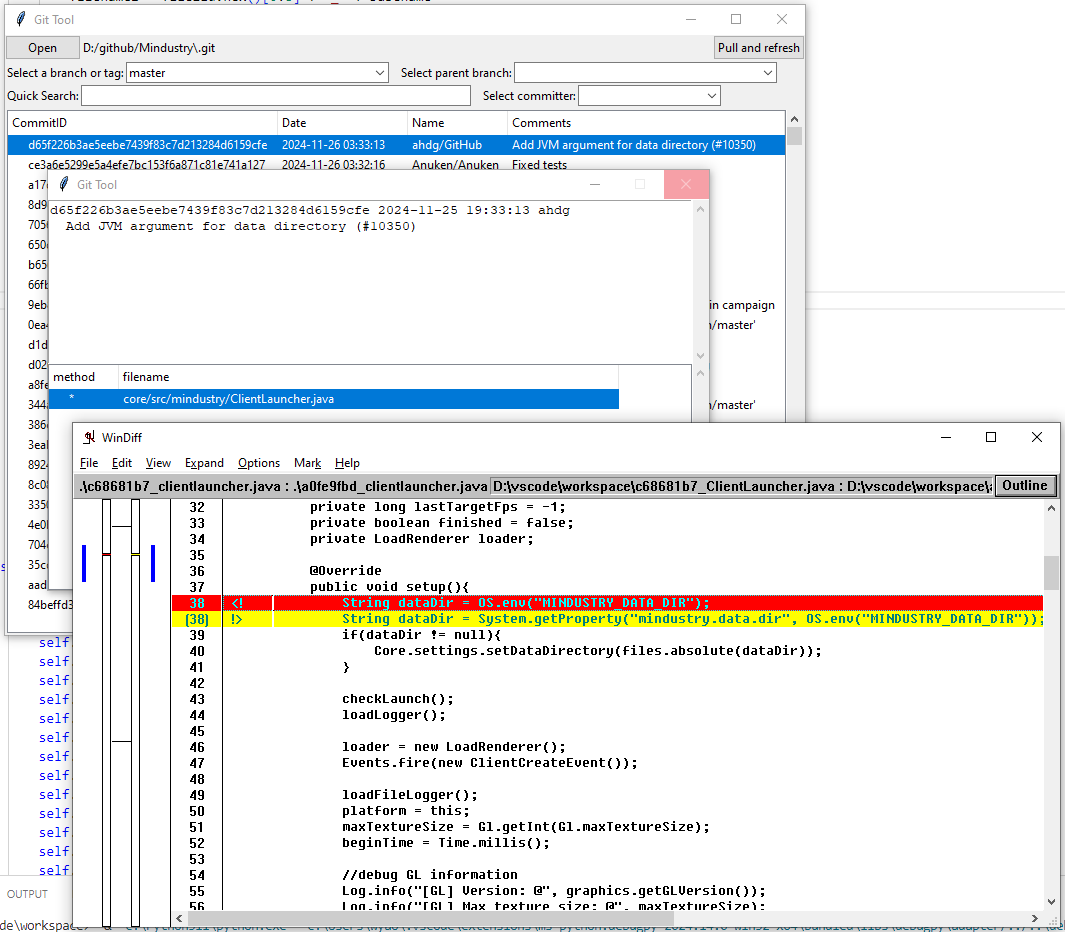 Git Tool
Open D:/github/Mindustry\.git Pull and refresh
Select a branch or tag: master Select parent branch:
Quick Search: Select committer:
CommitID Date Name Comments
d65f226b3ae5eebe7439f83c7d213284d6159cfe 2024-11-26 03:33:13 ahdg/GitHub Add JVM argument for data directory (#10350)
ce3a6e5299e5a4efe7bc153f6a871c81e741a127 2024-11-26 03:32:16 Anuken/Anuken Fixed tests
a17
8d9
705
650
b65
66fb
9eb in campaign
0ea4 n/master'
d1d
d02
a8fe
344 n/master'
386
3eal
8924
8c08
3350
4e0
704
35c
aad
84beffd3
Git Tool
d65f226b3ae5eebe7439f83c7d213284d6159cfe 2024-11-25 19:33:13 ahdg
Add JVM argument for data directory (#10350)
method filename
* core/src/mindustry/ClientLauncher.java
WinDiff
File Edit View Expand Options Mark Help
.\c68681b7_clientlauncher.java : .\a0fe9fbd_clientlauncher.java D:\vscode\workspace\c68681b7_ClientLauncher.java : D:\vscode\workspace\a Outline
32 private long lastTargetFps = -1;
33 private boolean finished = false;
34 private LoadRenderer loader;
35
36 @Override
37 public void setup(){
38 <! String dataDir = OS.env("MINDUSTRY_DATA_DIR");
(38) !> String dataDir = System.getProperty("mindustry.data.dir", OS.env("MINDUSTRY_DATA_DIR"));
39 if(dataDir != null){
40 Core.settings.setDataDirectory(files.absolute(dataDir));
41 }
42
43 checkLaunch();
44 loadLogger();
45
46 loader = new LoadRenderer();
47 Events.fire(new ClientCreateEvent());
48
49 loadFileLogger();
50 platform = this;
51 maxTextureSize = Gl.getInt(Gl.maxTextureSize);
52 beginTime = Time.millis();
53
54 //debug GL information
55 Log.info("[GL] Version: @", graphics.getGLVersion());
56 Log.info("[GL] Max texture size: @", maxTextureSize);
self.
self.
self.
self.
self.
self.
self.
self.
self.
self.
self.
self.
self.
OUTPUT